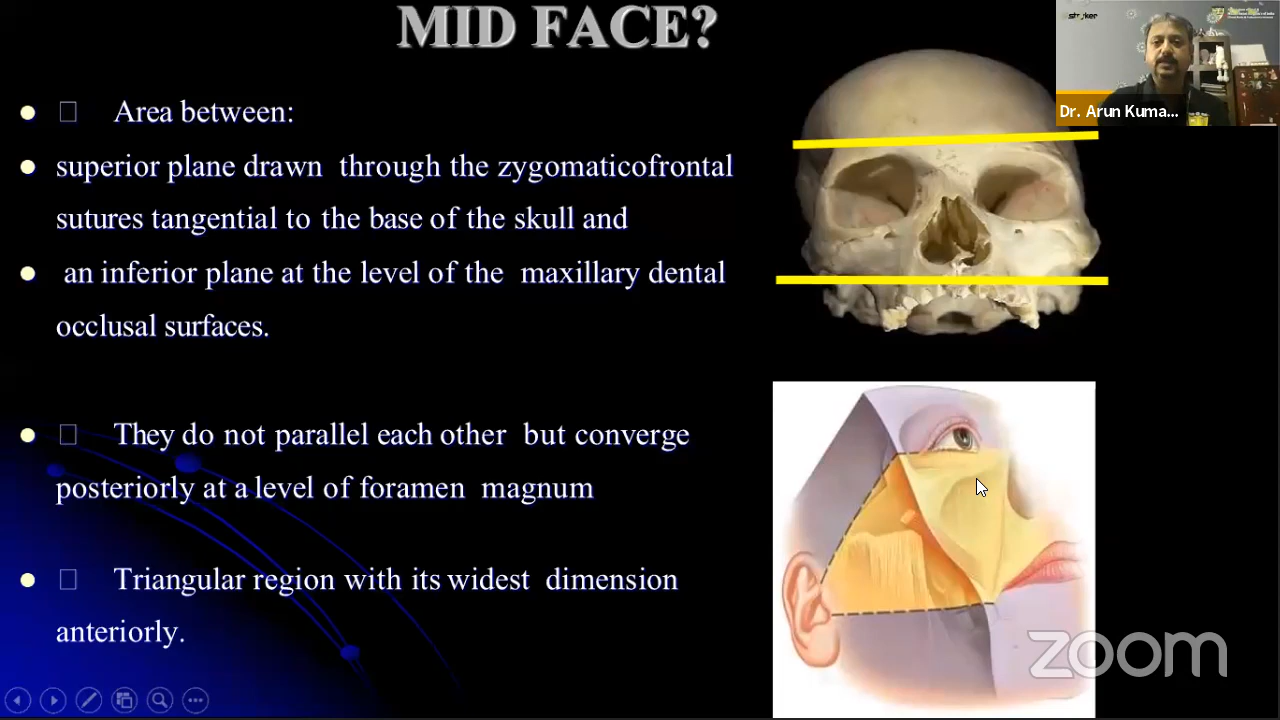 MID FACE?
Area between:
superior plane drawn through the zygomaticofrontal
sutures tangential to the base of the skull and
an inferior plane at the level of the maxillary dental
occlusal surfaces.
They do not parallel each other but converge
posteriorly at a level of foramen magnum
Triangular region with its widest dimension
anteriorly.
stryker
Dr. Arun Kuma...
zoom